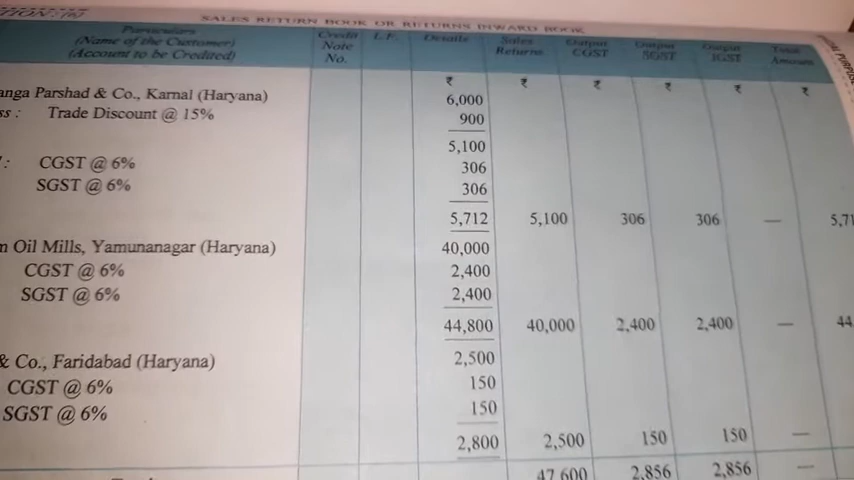 TION : (b)
SALES RETURN BOOK OR RETURNS INWARD BOOK
Particulars
(Name of the Customer)
(Account to be Credited)
Credit
Note
No.
L.F.
Details
Sales
Returns
Output
CGST
Output
SGST
Output
IGST
Total
Amount
₹ ₹ ₹ ₹ ₹ ₹
anga Parshad & Co., Karnal (Haryana) 6,000
ss : Trade Discount @ 15% 900
5,100
: CGST @ 6% 306
SGST @ 6% 306
5,712 5,100 306 306 — 5,71
n Oil Mills, Yamunanagar (Haryana) 40,000
CGST @ 6% 2,400
SGST @ 6% 2,400
44,800 40,000 2,400 2,400 — 44
& Co., Faridabad (Haryana) 2,500
CGST @ 6% 150
SGST @ 6% 150
2,800 2,500 150 150 —
47,600 2,856 2,856 —